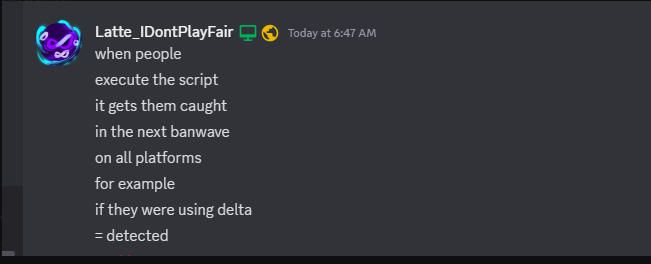 Latte_IDontPlayFair Today at 6:47 AM
when people
execute the script
it gets them caught
in the next banwave
on all platforms
for example
if they were using delta
= detected